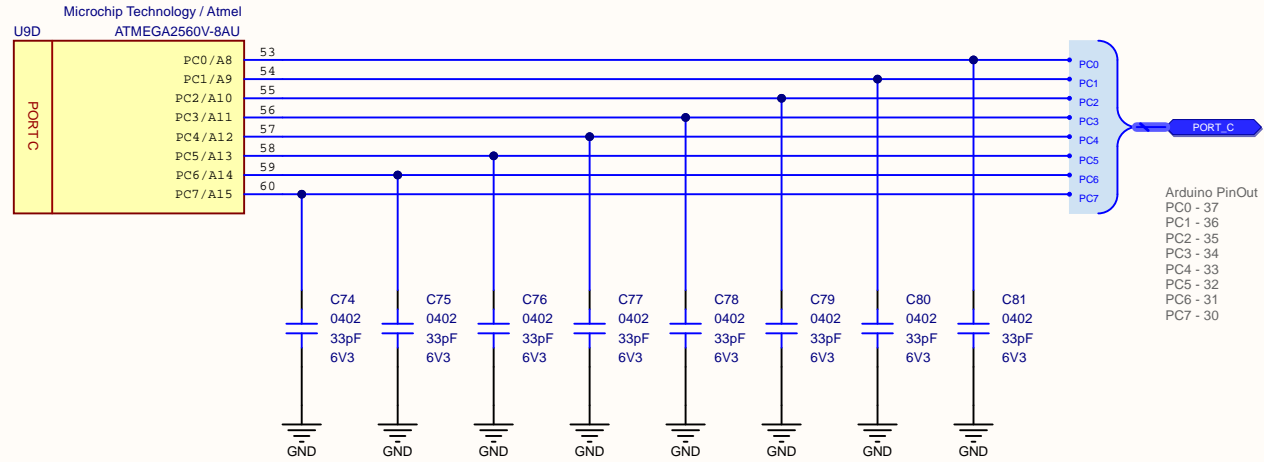 Microchip Technology / Atmel
U9D ATMEGA2560V-8AU
PORT C
PC0/A8 53
PC1/A9 54
PC2/A10 55
PC3/A11 56
PC4/A12 57
PC5/A13 58
PC6/A14 59
PC7/A15 60
PC0
PC1
PC2
PC3
PC4
PC5
PC6
PC7
PORT_C
Arduino PinOut
PC0 - 37
PC1 - 36
PC2 - 35
PC3 - 34
PC4 - 33
PC5 - 32
PC6 - 31
PC7 - 30
C74
0402
33pF
6V3
C75
0402
33pF
6V3
C76
0402
33pF
6V3
C77
0402
33pF
6V3
C78
0402
33pF
6V3
C79
0402
33pF
6V3
C80
0402
33pF
6V3
C81
0402
33pF
6V3
GND GND GND GND GND GND GND GND